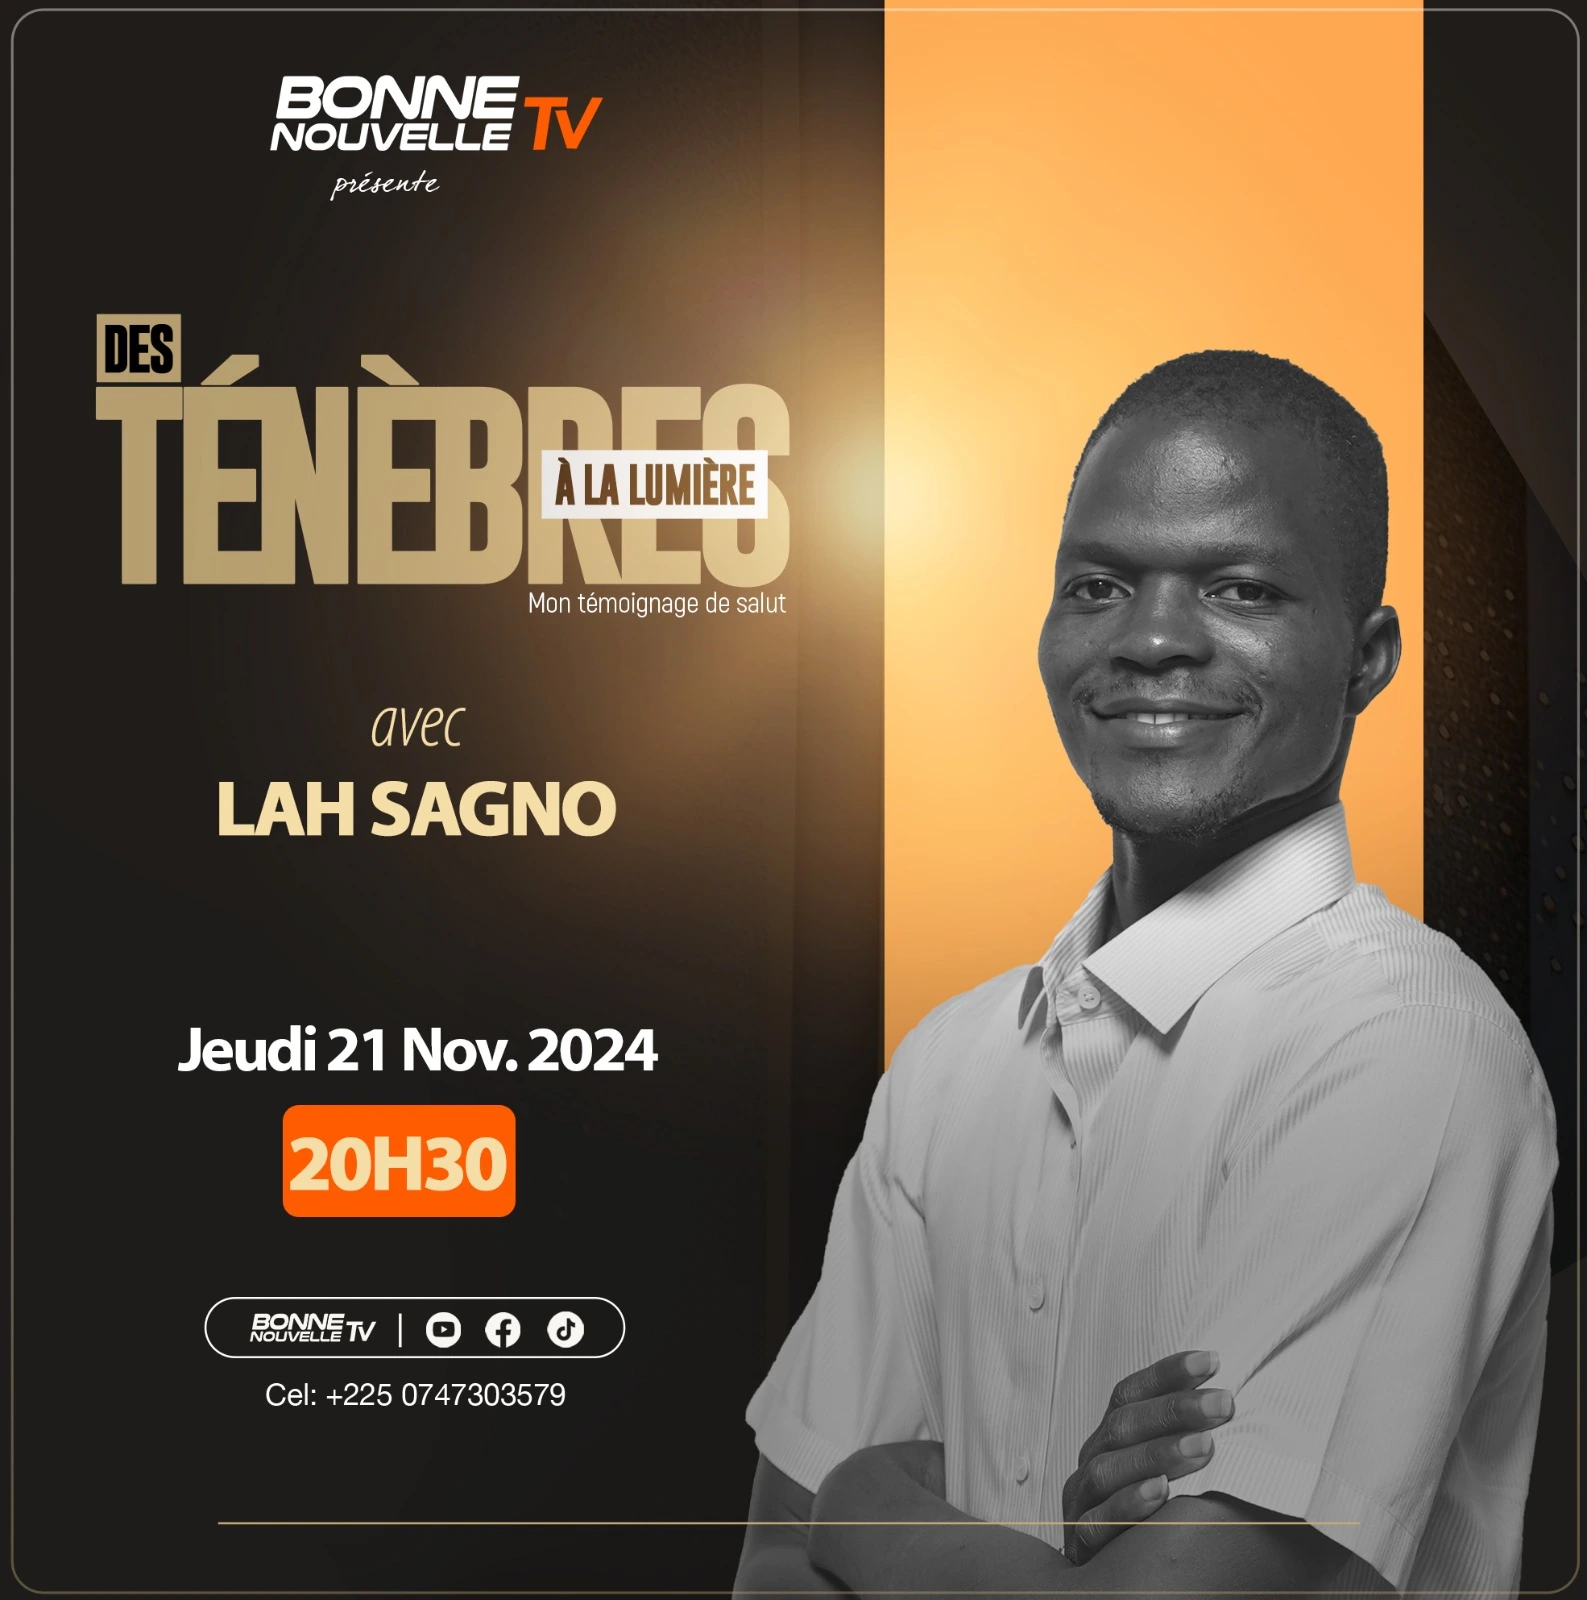 BONNE
NOUVELLE TV
présente
DES
TÉNÈBRES
À LA LUMIÈRE
Mon témoignage de salut
avec
LAH SAGNO
Jeudi 21 Nov. 2024
20H30
BONNE
NOUVELLE TV
Cel: +225 0747303579